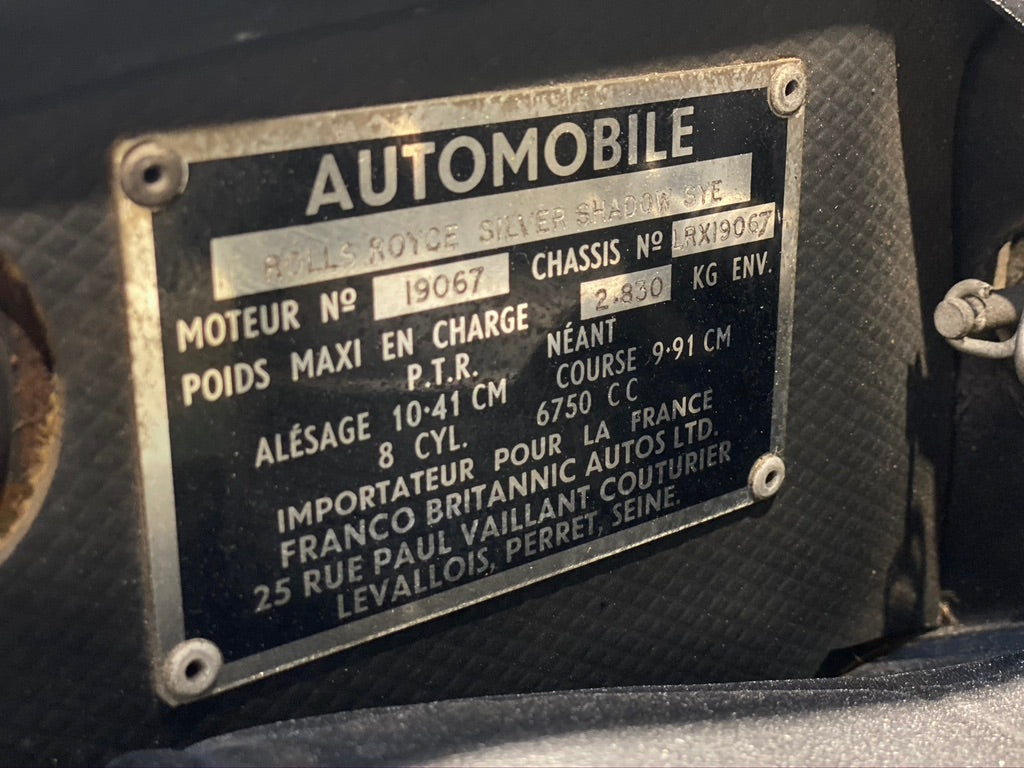 AUTOMOBILE
ROLLS ROYCE SILVER SHADOW SYE
MOTEUR Nº 19067 CHASSIS Nº LRX19067
POIDS MAXI EN CHARGE 2.830 KG ENV.
P.T.R. NÉANT
ALÉSAGE 10·41 CM COURSE 9·91 CM
8 CYL. 6750 CC
IMPORTATEUR POUR LA FRANCE
FRANCO BRITANNIC AUTOS LTD.
25 RUE PAUL VAILLANT COUTURIER
LEVALLOIS, PERRET, SEINE.